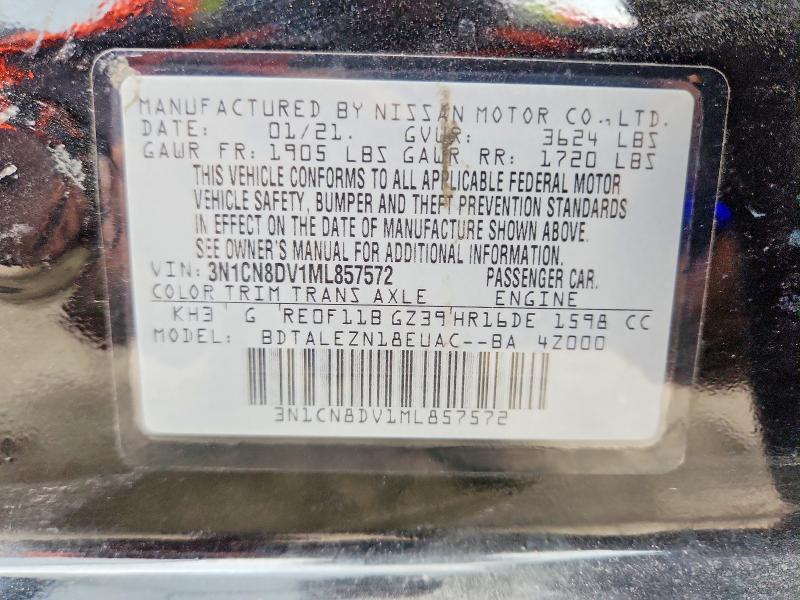 MANUFACTURED BY NISSAN MOTOR CO., LTD.
DATE: 01/21. GVWR: 3624 LBS
GAWR FR: 1905 LBS GAWR RR: 1720 LBS
THIS VEHICLE CONFORMS TO ALL APPLICABLE FEDERAL MOTOR
VEHICLE SAFETY, BUMPER AND THEFT PREVENTION STANDARDS
IN EFFECT ON THE DATE OF MANUFACTURE SHOWN ABOVE.
SEE OWNER'S MANUAL FOR ADDITIONAL INFORMATION.
VIN: 3N1CN8DV1ML857572 PASSENGER CAR.
COLOR TRIM TRANS AXLE ENGINE
KH3 G RE0F11B GZ39 HR16DE 1598 CC
MODEL: BDTALEZN18EUAC--BA 4Z000
3N1CN8DV1ML857572